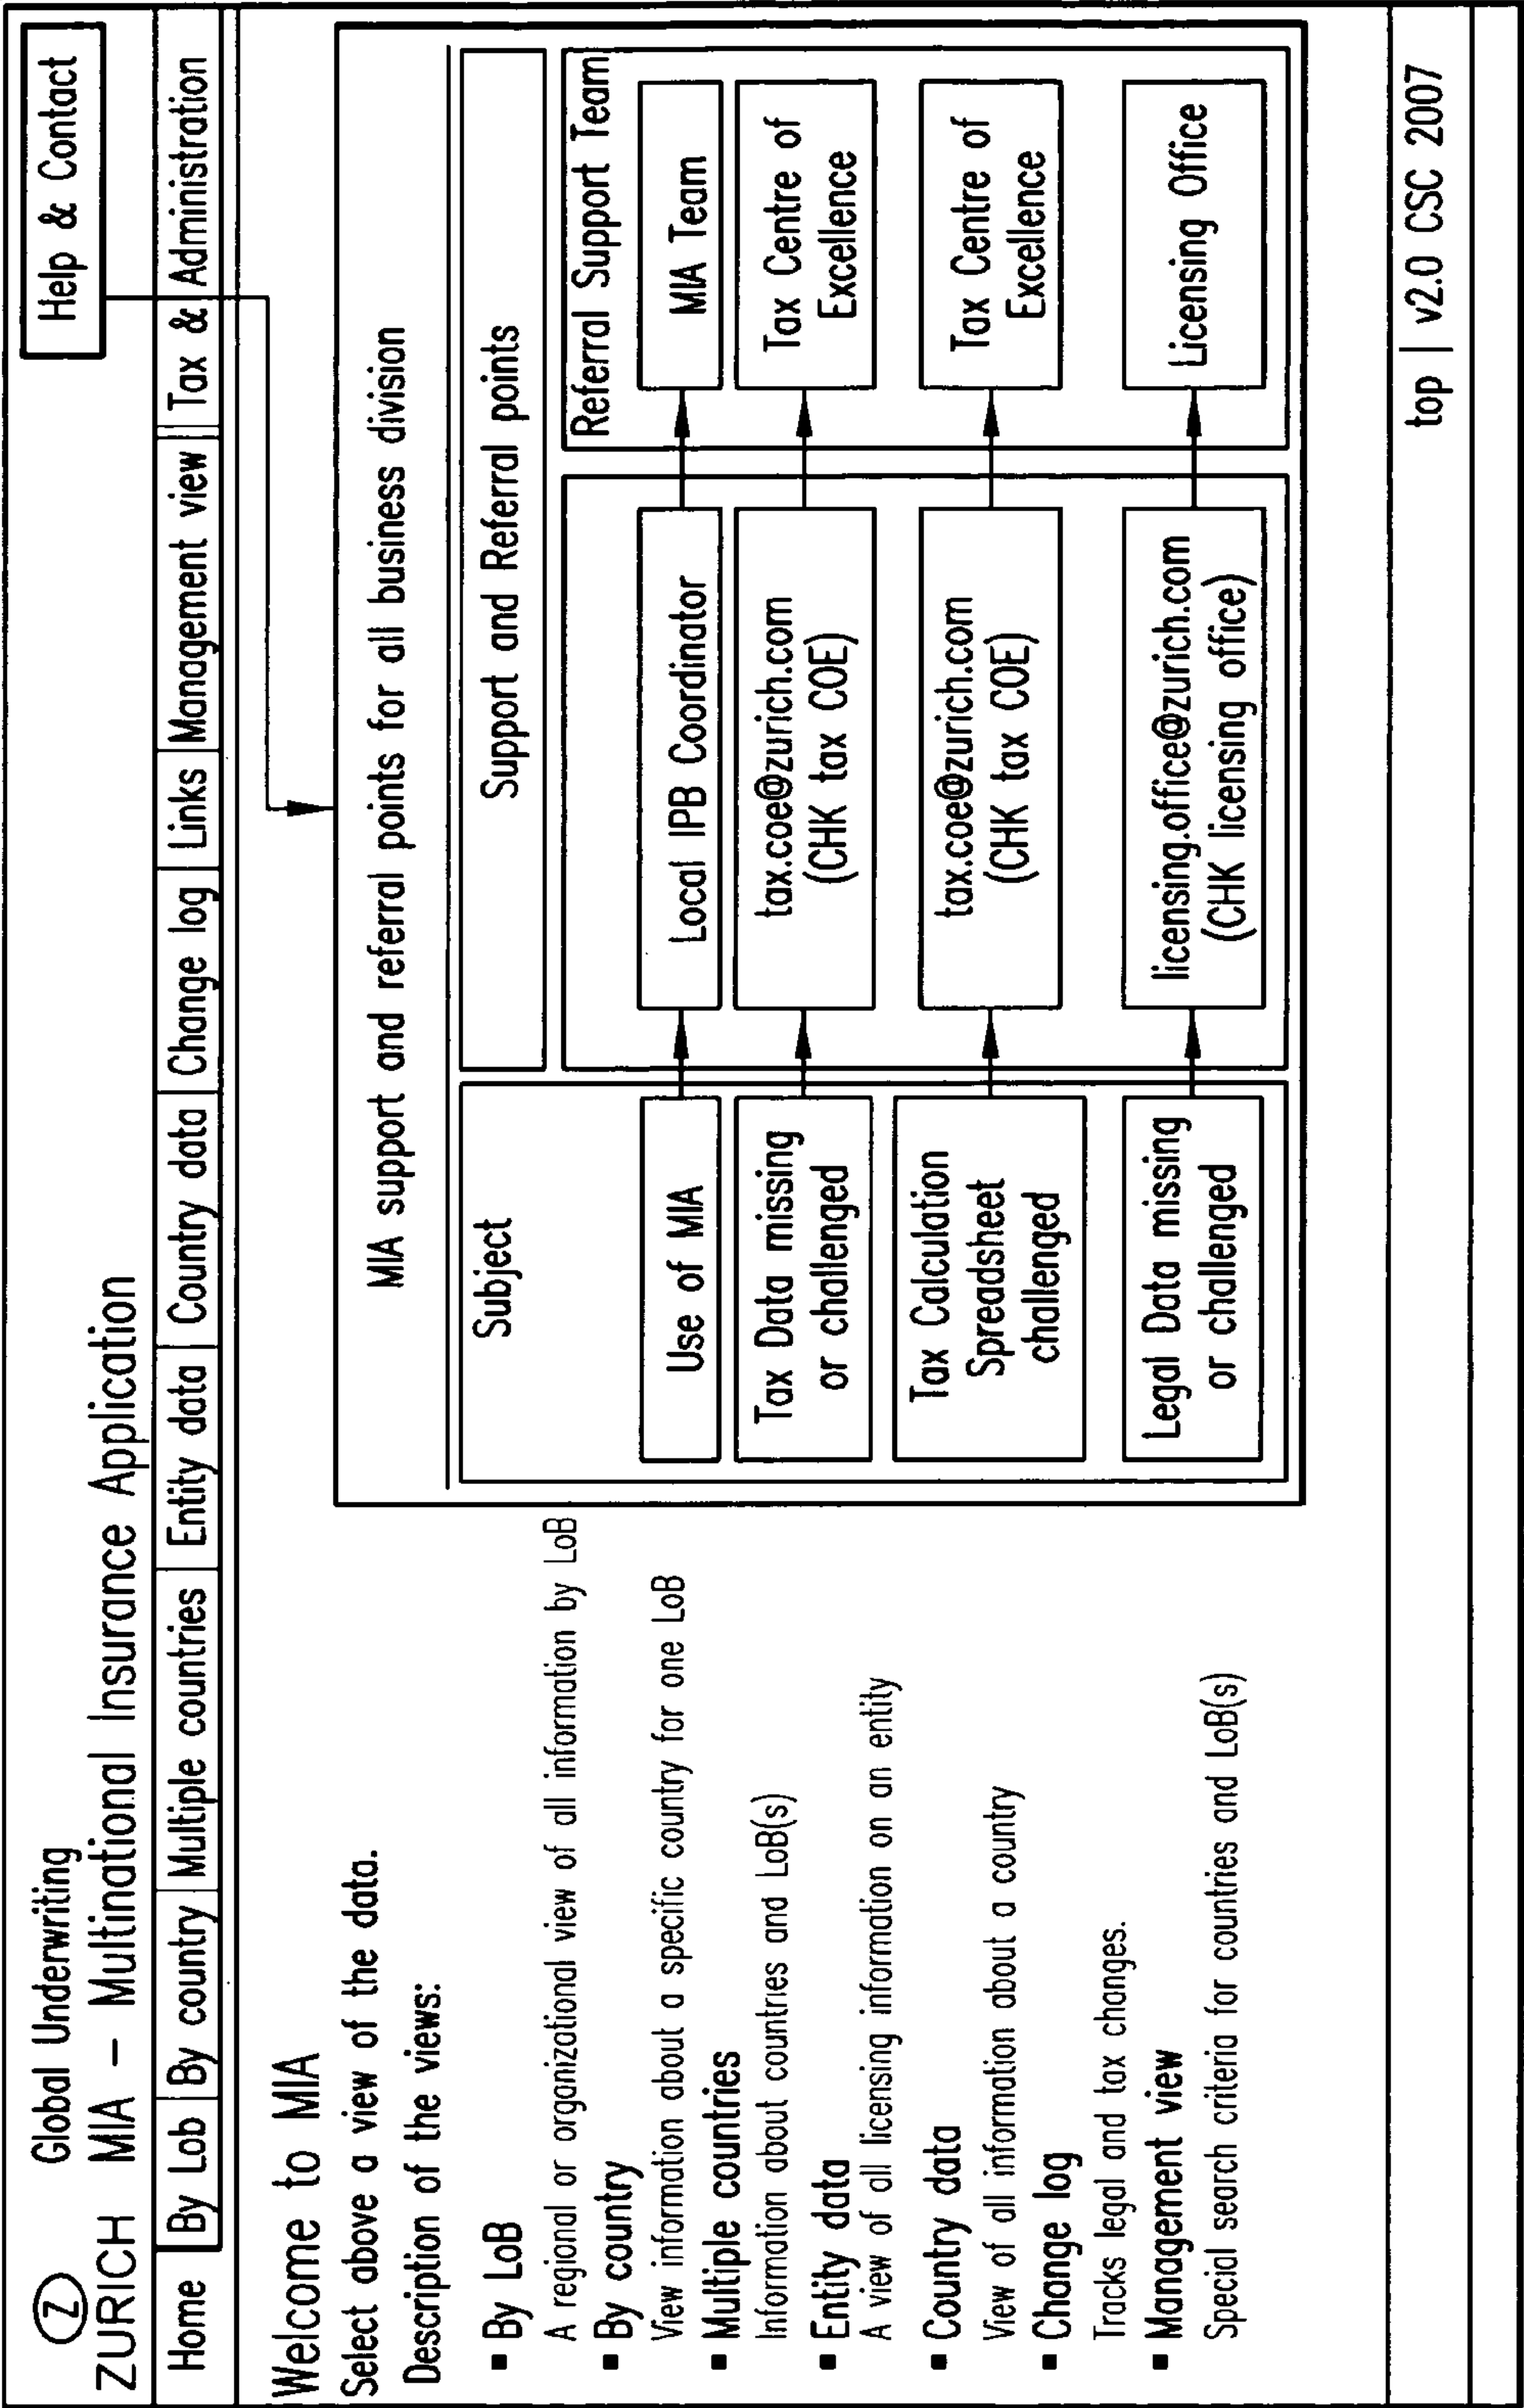 Z
Global Underwriting
Help & Contact
ZURICH MIA - Multinational Insurance Application
Home By Lob By country Multiple countries Entity data Country data Change log Links Management view Tax & Administration
Welcome to MIA
Select above a view of the data.
Description of the views:
▪ By LoB
A regional or organizational view of all information by LoB
▪ By country
View information about a specific country for one LoB
▪ Multiple countries
Information about countries and LoB(s)
▪ Entity data
A view of all licensing information on an entity
▪ Country data
View of all information about a country
▪ Change log
Tracks legal and tax changes.
▪ Management view
Special search criteria for countries and LoB(s)
MIA support and referral points for all business division
Subject
Support and Referral points
Referral Support Team
Use of MIA
Local IPB Coordinator
MIA Team
Tax Data missing
or challenged
tax.coe@zurich.com
(CHK tax COE)
Tax Centre of
Excellence
Tax Calculation
Spreadsheet
challenged
tax.coe@zurich.com
(CHK tax COE)
Tax Centre of
Excellence
Legal Data missing
or challenged
licensing.office@zurich.com
(CHK licensing office)
Licensing Office
top | v2.0 CSC 2007